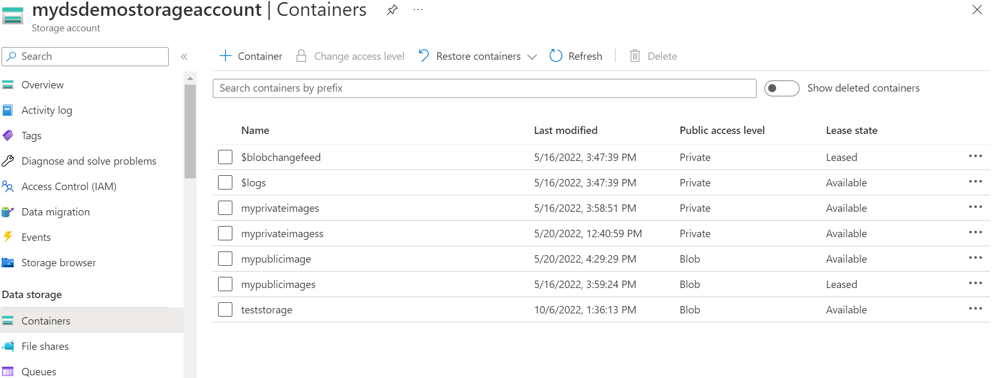 mydsdemostorageaccount | Containers
Storage account
Search
Overview
Activity log
Tags
Diagnose and solve problems
Access Control (IAM)
Data migration
Events
Storage browser
Data storage
Containers
File shares
Queues
Container Change access level Restore containers Refresh Delete
Search containers by prefix Show deleted containers
Name Last modified Public access level Lease state
$blobchangefeed 5/16/2022, 3:47:39 PM Private Leased
$logs 5/16/2022, 3:47:39 PM Private Available
myprivateimages 5/16/2022, 3:58:51 PM Private Available
myprivateimagess 5/20/2022, 12:40:59 PM Private Available
mypublicimage 5/20/2022, 4:29:29 PM Blob Available
mypublicimages 5/16/2022, 3:59:24 PM Blob Leased
teststorage 10/6/2022, 1:36:13 PM Blob Available